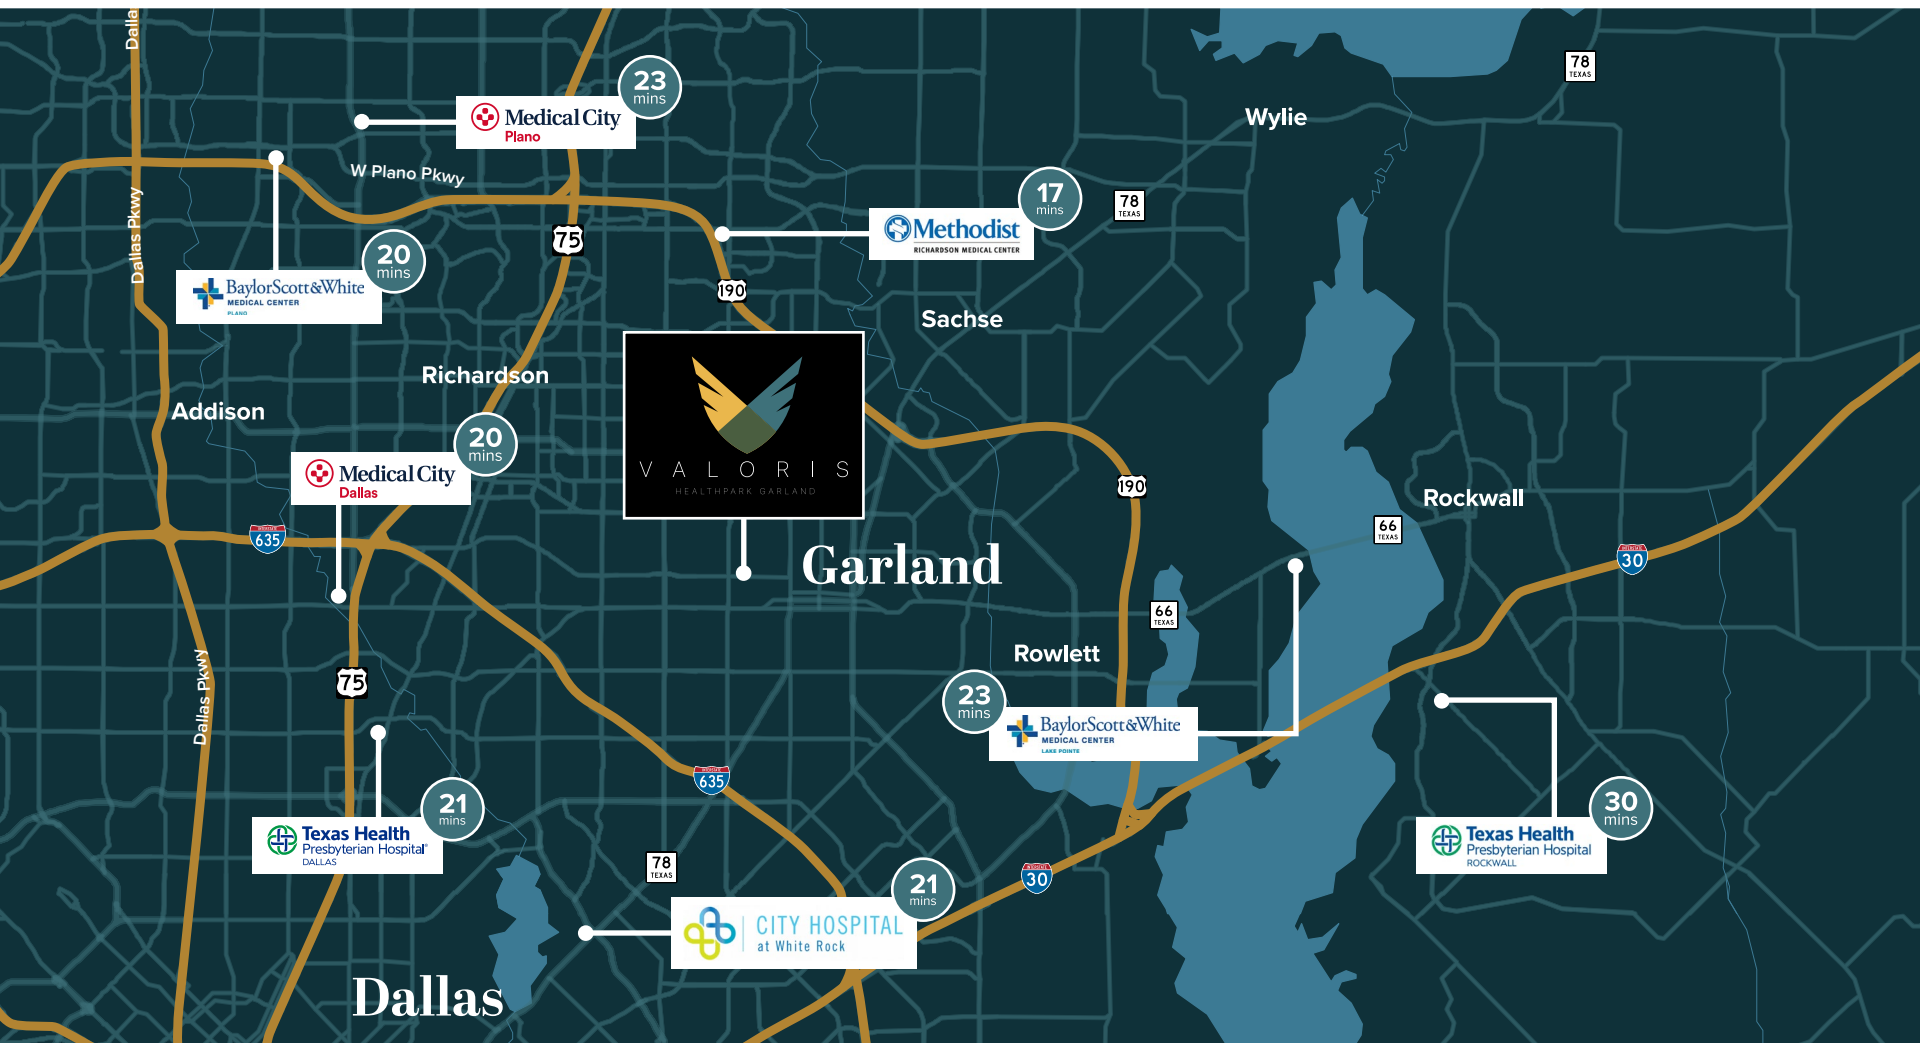 Dalla
23
mins
Medical City
Plano
78
TEXAS
Wylie
W Plano Pkwy
17
mins
78
TEXAS
Methodist
RICHARDSON MEDICAL CENTER
Dallas Pkwy
75
20
mins
BaylorScott&White
MEDICAL CENTER
PLANO
190
Sachse
Richardson
Addison
VALORIS
HEALTHPARK GARLAND
20
mins
Medical City
Dallas
190
Rockwall
66
TEXAS
635
30
Garland
66
TEXAS
Rowlett
75
Dallas Pkwy
23
mins
BaylorScott&White
MEDICAL CENTER
LAKE POINTE
635
21
mins
Texas Health
Presbyterian Hospital®
DALLAS
30
mins
Texas Health
Presbyterian Hospital
ROCKWALL
78
TEXAS
30
21
mins
CITY HOSPITAL
at White Rock
Dallas